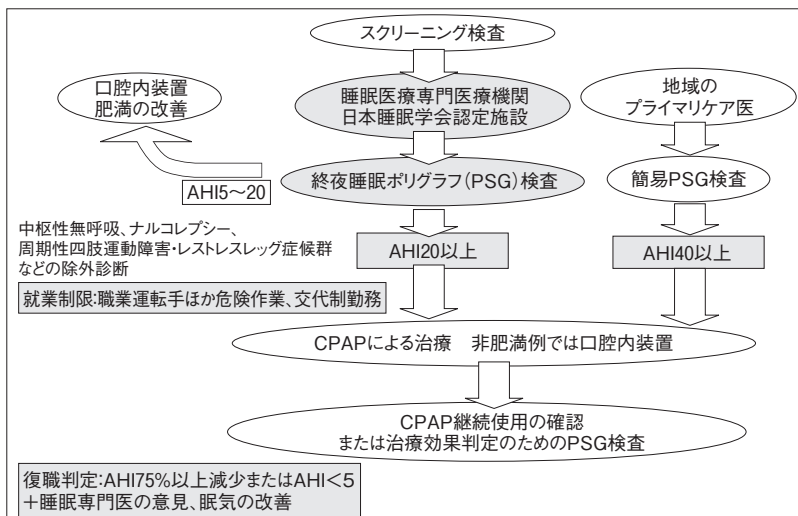 スクリーニング検査
口腔内装置
肥満の改善
睡眠医療専門医療機関
日本睡眠学会認定施設
地域の
プライマリケア医
AHI5～20
終夜睡眠ポリグラフ(PSG)検査
簡易PSG検査
中枢性無呼吸、ナルコレプシー、
周期性四肢運動障害・レストレスレッグ症候群
などの除外診断
AHI20以上
AHI40以上
就業制限:職業運転手ほか危険作業、交代制勤務
CPAPによる治療　非肥満例では口腔内装置
CPAP継続使用の確認
または治療効果判定のためのPSG検査
復職判定:AHI75%以上減少またはAHI<5
+睡眠専門医の意見、眠気の改善